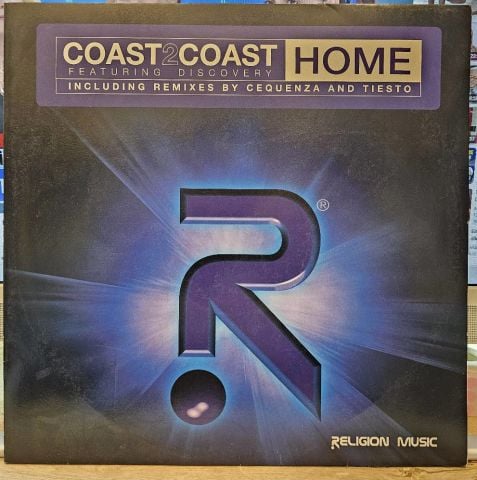 COAST2COAST HOME
FEATURING DISCOVERY
INCLUDING REMIXES BY CEQUENZA AND TIESTO
R®
RELIGION MUSIC